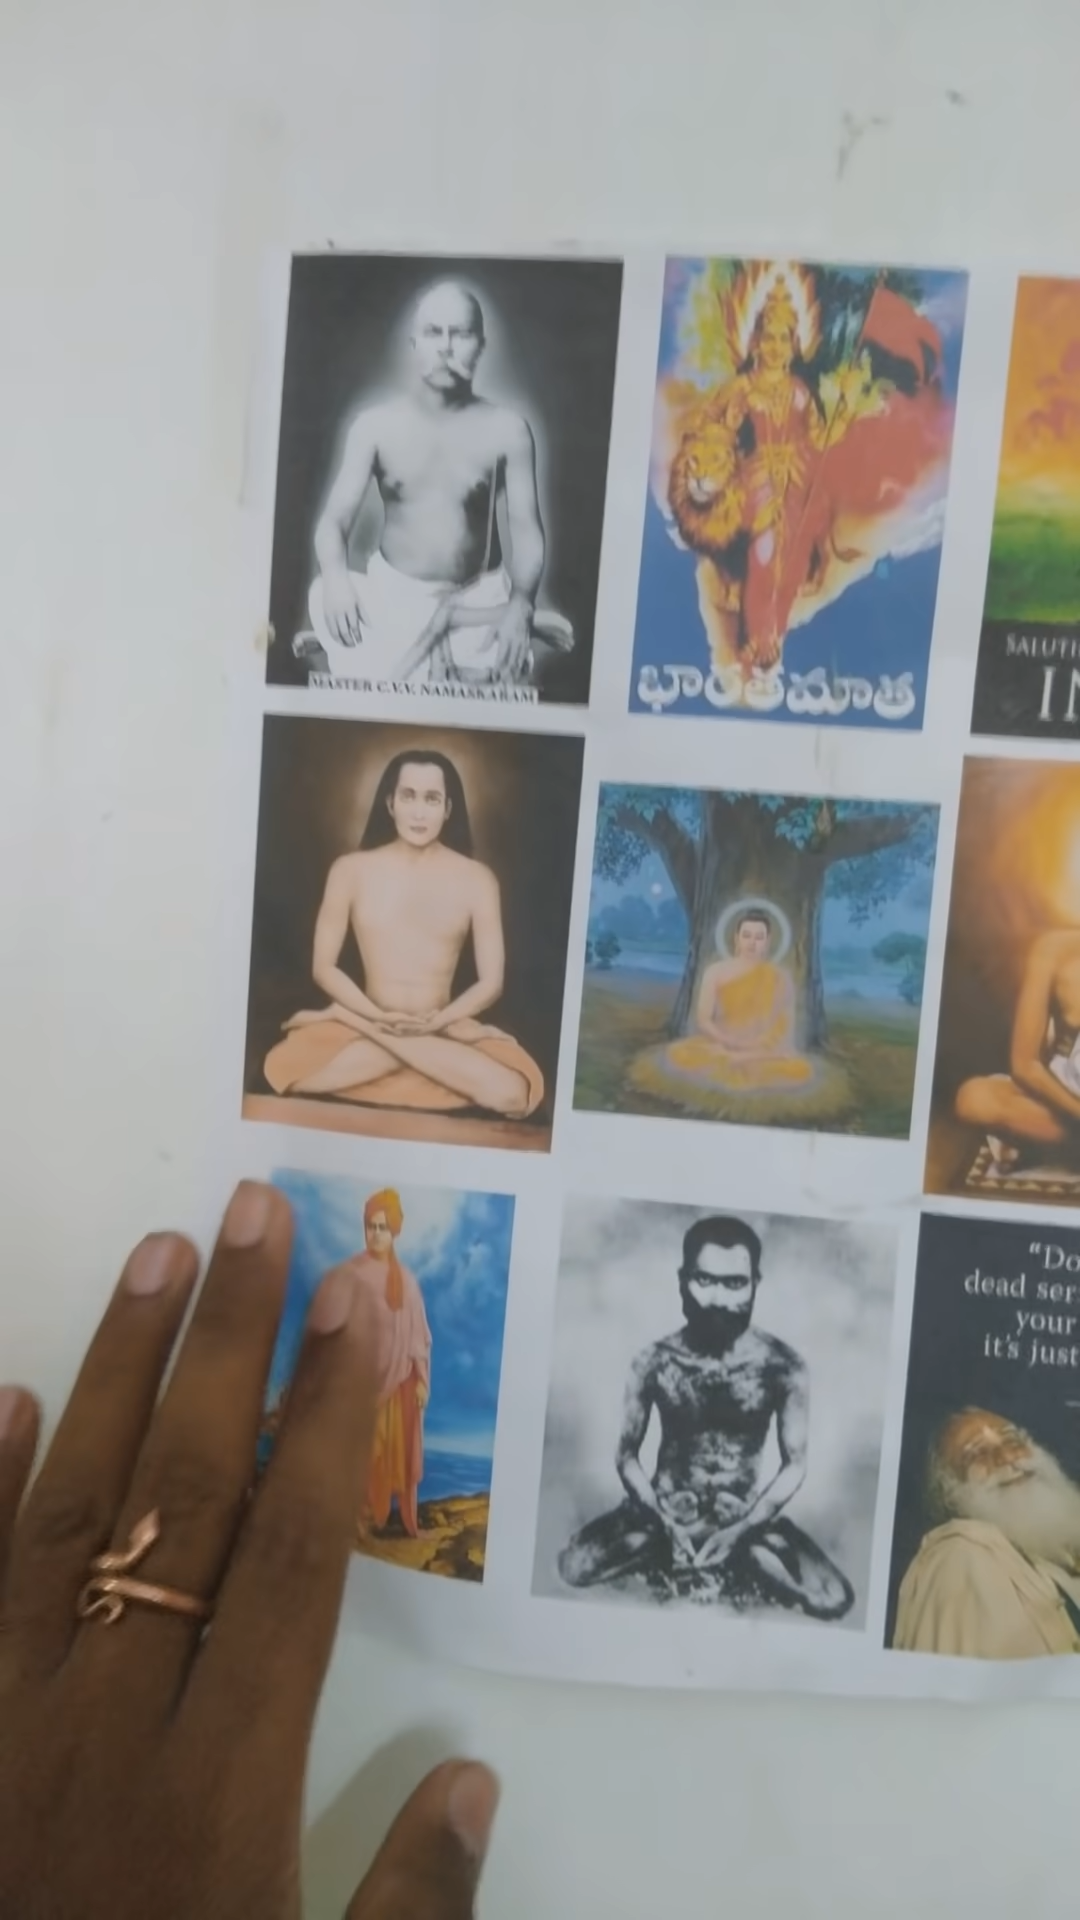 MASTER C.V.V. NAMASKARAM
భారతమాత
SALUTI
IN
"Do
dead ser
your
it's just